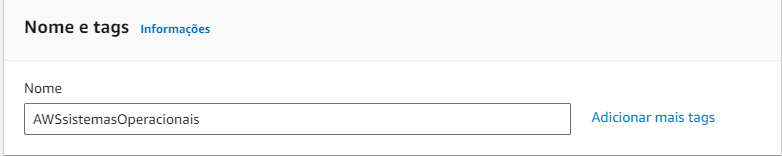 Nome e tags Informações
Nome
AWSsistemasOperacionais Adicionar mais tags